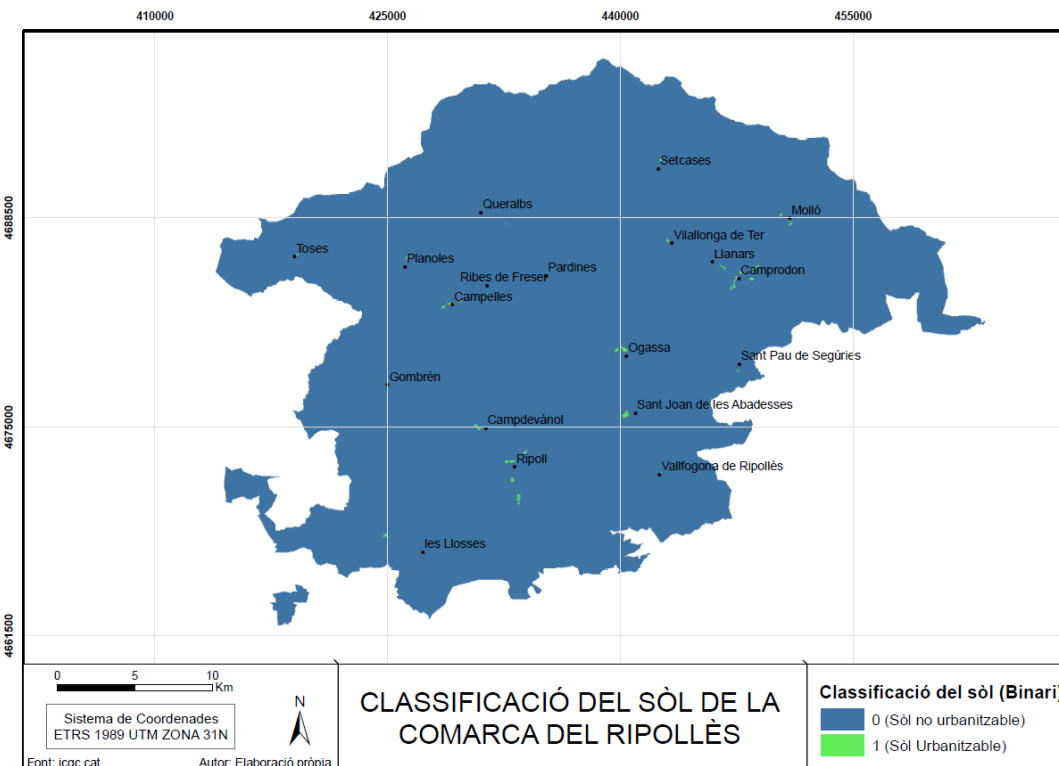 410000
425000
440000
455000
4688500
4675000
4661500
Setcases
Queralbs
Molló
Vilallonga de Ter
Toses
Llanars
Planoles
Pardines
Ribes de Freser
Camprodon
Campelles
Ogassa
Sant Pau de Segúries
Gombrèn
Sant Joan de les Abadesses
Campdevànol
Ripoll
Vallfogona de Ripollès
les Llosses
0 5 10
Km
N
Sistema de Coordenades
ETRS 1989 UTM ZONA 31N
Font: icgc.cat
Autor: Elaboració pròpia
CLASSIFICACIÓ DEL SÒL DE LA
COMARCA DEL RIPOLLÈS
Classificació del sòl (Binari)
0 (Sòl no urbanitzable)
1 (Sòl Urbanitzable)